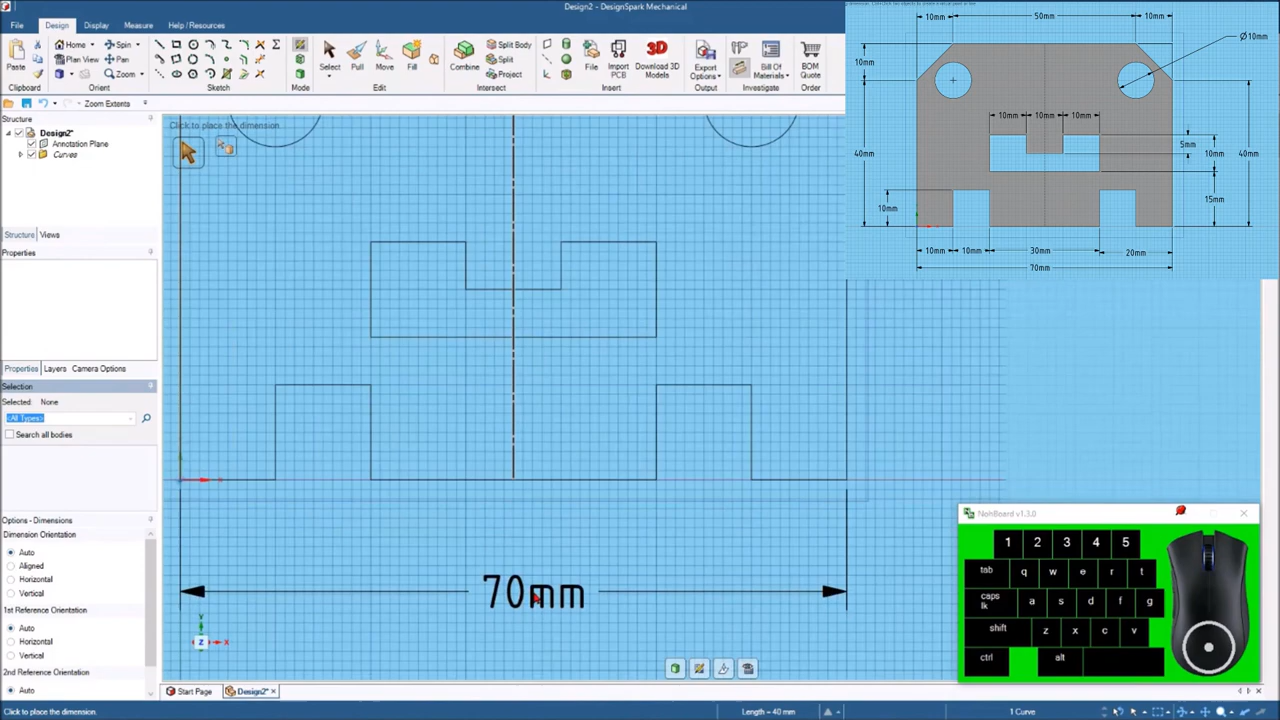 Design2* - DesignSpark Mechanical
File Design Display Measure Help / Resources
Paste
Clipboard
Home
Plan View
Spin
Pan
Zoom
Orient
Sketch
Mode
Select
Pull
Move
Fill
Edit
Combine
Split Body
Split
Project
Intersect
File
Import PCB
3D
Download 3D Models
Insert
Export Options
Output
Bill Of Materials
Investigate
BOM Quote
Order
Zoom Extents
Structure
Design2*
Annotation Plane
Curves
Structure Views
Properties
Properties Layers Camera Options
Selection
Selected: None
<All Types>
Search all bodies
Options - Dimensions
Dimension Orientation
Auto
Aligned
Horizontal
Vertical
1st Reference Orientation
Auto
Horizontal
Vertical
2nd Reference Orientation
Auto
Click to place the dimension
70mm
Y
Z X
10mm 50mm 10mm
Ø10mm
10mm
10mm 10mm 10mm
5mm
40mm 10mm 40mm
10mm 15mm
10mm 10mm 30mm 20mm
70mm
NohBoard v1.3.0
1 2 3 4 5
tab q w e r t
caps lk a s d f g
shift z x c v
ctrl alt
Start Page Design2*
Click to place the dimension. Length = 40 mm 1 Curve